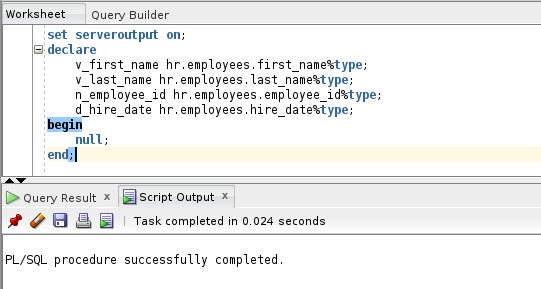 Worksheet Query Builder
set serveroutput on;
declare
    v_first_name hr.employees.first_name%type;
    v_last_name hr.employees.last_name%type;
    n_employee_id hr.employees.employee_id%type;
    d_hire_date hr.employees.hire_date%type;
begin
    null;
end;
Query Result x Script Output x
Task completed in 0.024 seconds
PL/SQL procedure successfully completed.